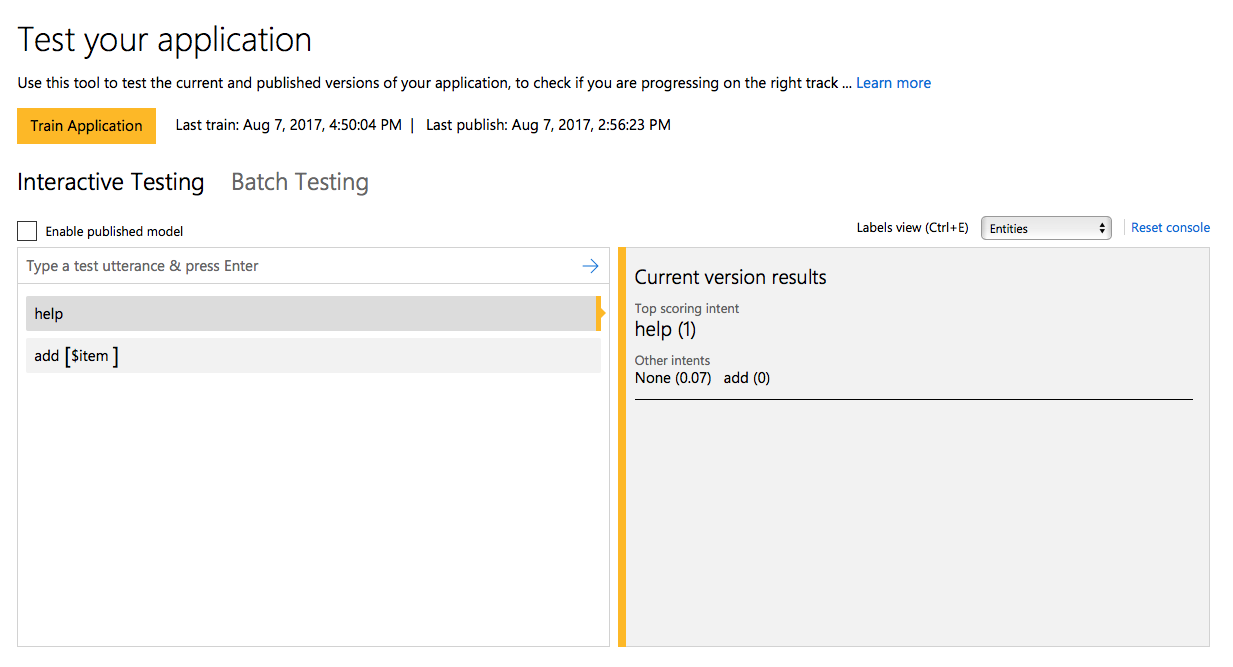 Test your application
Use this tool to test the current and published versions of your application, to check if you are progressing on the right track ... Learn more
Train Application Last train: Aug 7, 2017, 4:50:04 PM | Last publish: Aug 7, 2017, 2:56:23 PM
Interactive Testing Batch Testing
Enable published model Labels view (Ctrl+E) Entities Reset console
Type a test utterance & press Enter
help
add [$item ]
Current version results
Top scoring intent
help (1)
Other intents
None (0.07) add (0)